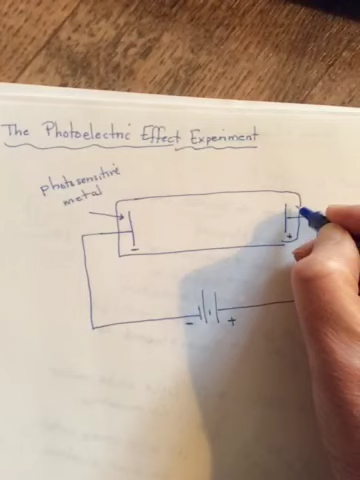 The Photoelectric Effect Experiment
photosensitive
metal
- +
- +